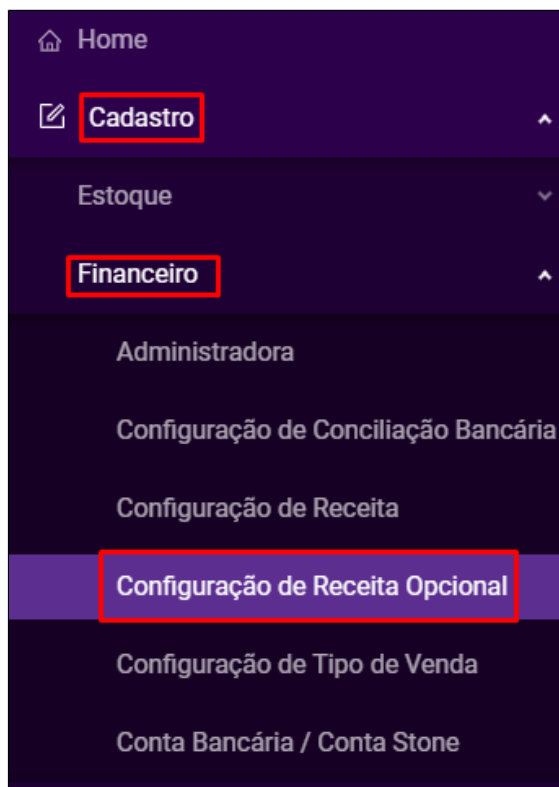 Home
Cadastro
Estoque
Financeiro
Administradora
Configuração de Conciliação Bancária
Configuração de Receita
Configuração de Receita Opcional
Configuração de Tipo de Venda
Conta Bancária / Conta Stone